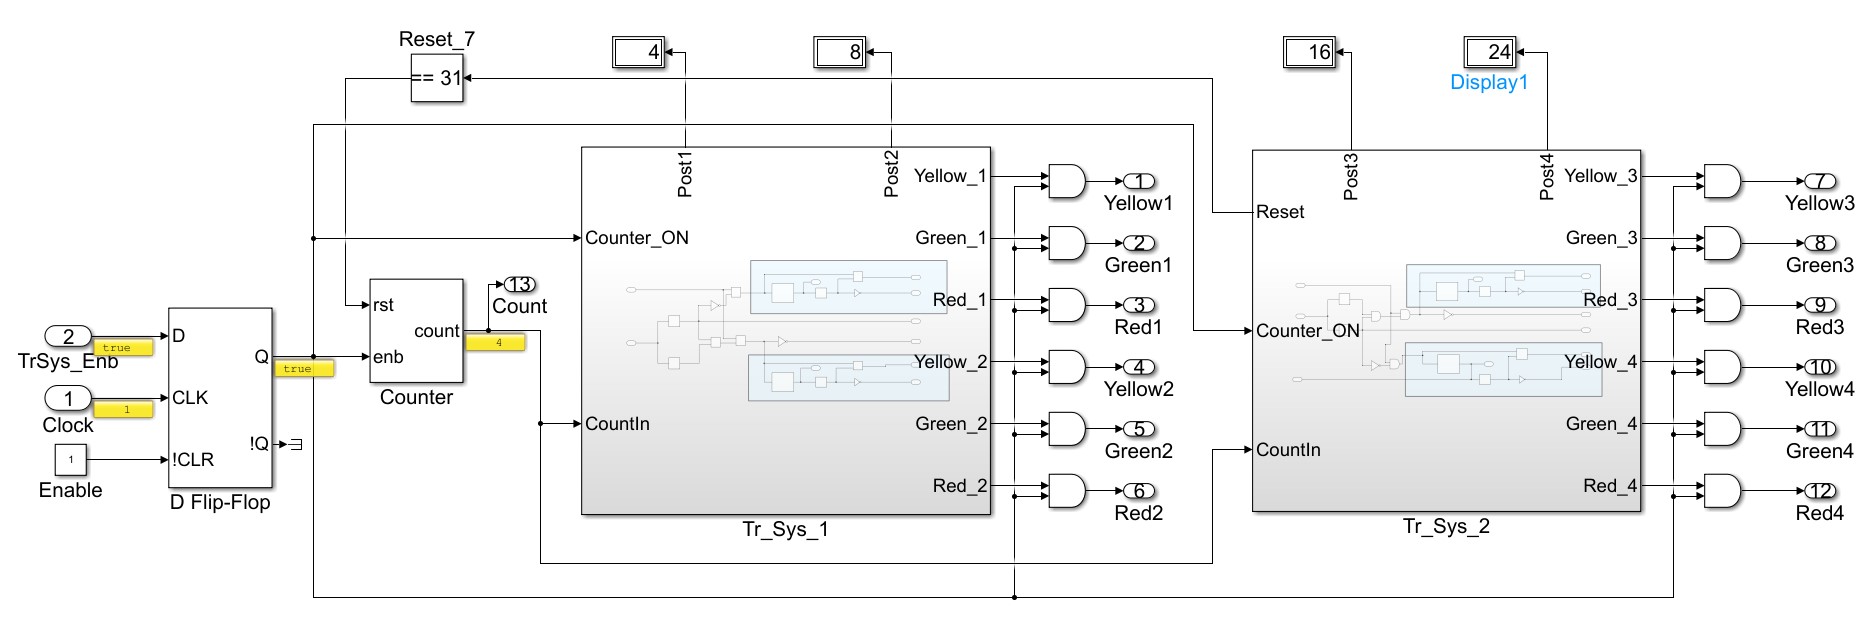 Reset_7
== 31
4
8
16
24
Display1
Post1
Post2
Post3
Post4
Counter_ON
CountIn
Yellow_1
Green_1
Red_1
Yellow_2
Green_2
Red_2
Tr_Sys_1
1
Yellow1
2
Green1
3
Red1
4
Yellow2
5
Green2
6
Red2
Reset
Counter_ON
CountIn
Yellow_3
Green_3
Red_3
Yellow_4
Green_4
Red_4
Tr_Sys_2
7
Yellow3
8
Green3
9
Red3
10
Yellow4
11
Green4
12
Red4
rst
enb
count
Counter
4
13
Count
2
TrSys_Enb
true
1
Clock
1
1
Enable
D
CLK
!CLR
Q
!Q
D Flip-Flop
true